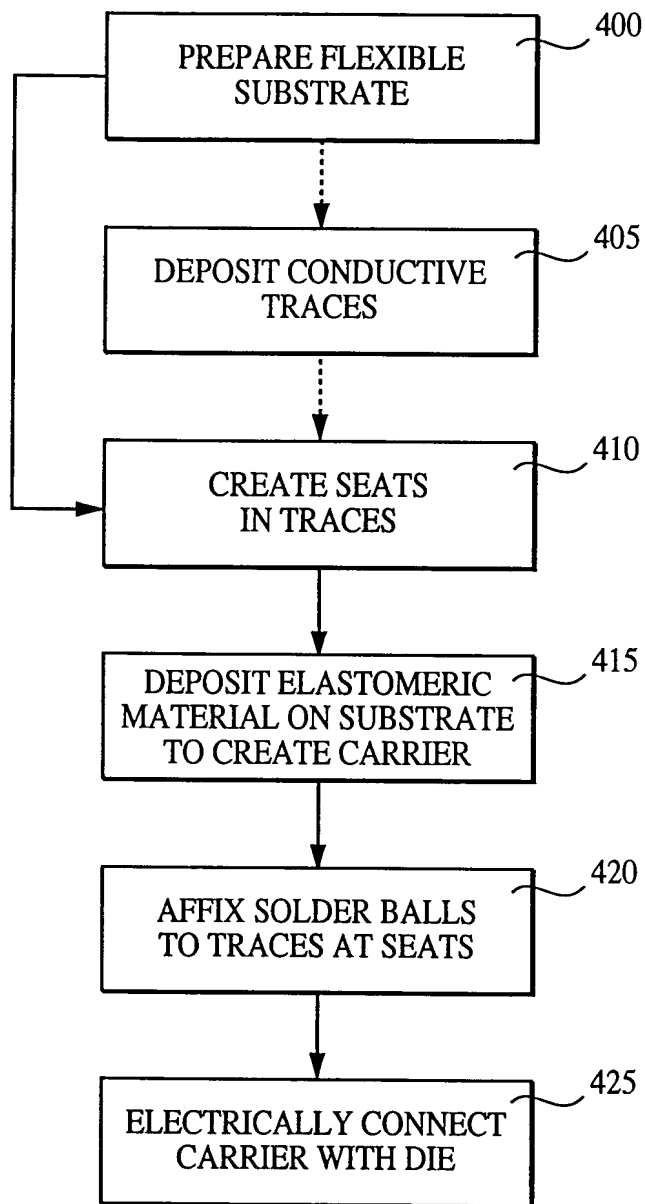 400
PREPARE FLEXIBLE
SUBSTRATE
405
DEPOSIT CONDUCTIVE
TRACES
410
CREATE SEATS
IN TRACES
415
DEPOSIT ELASTOMERIC
MATERIAL ON SUBSTRATE
TO CREATE CARRIER
420
AFFIX SOLDER BALLS
TO TRACES AT SEATS
425
ELECTRICALLY CONNECT
CARRIER WITH DIE